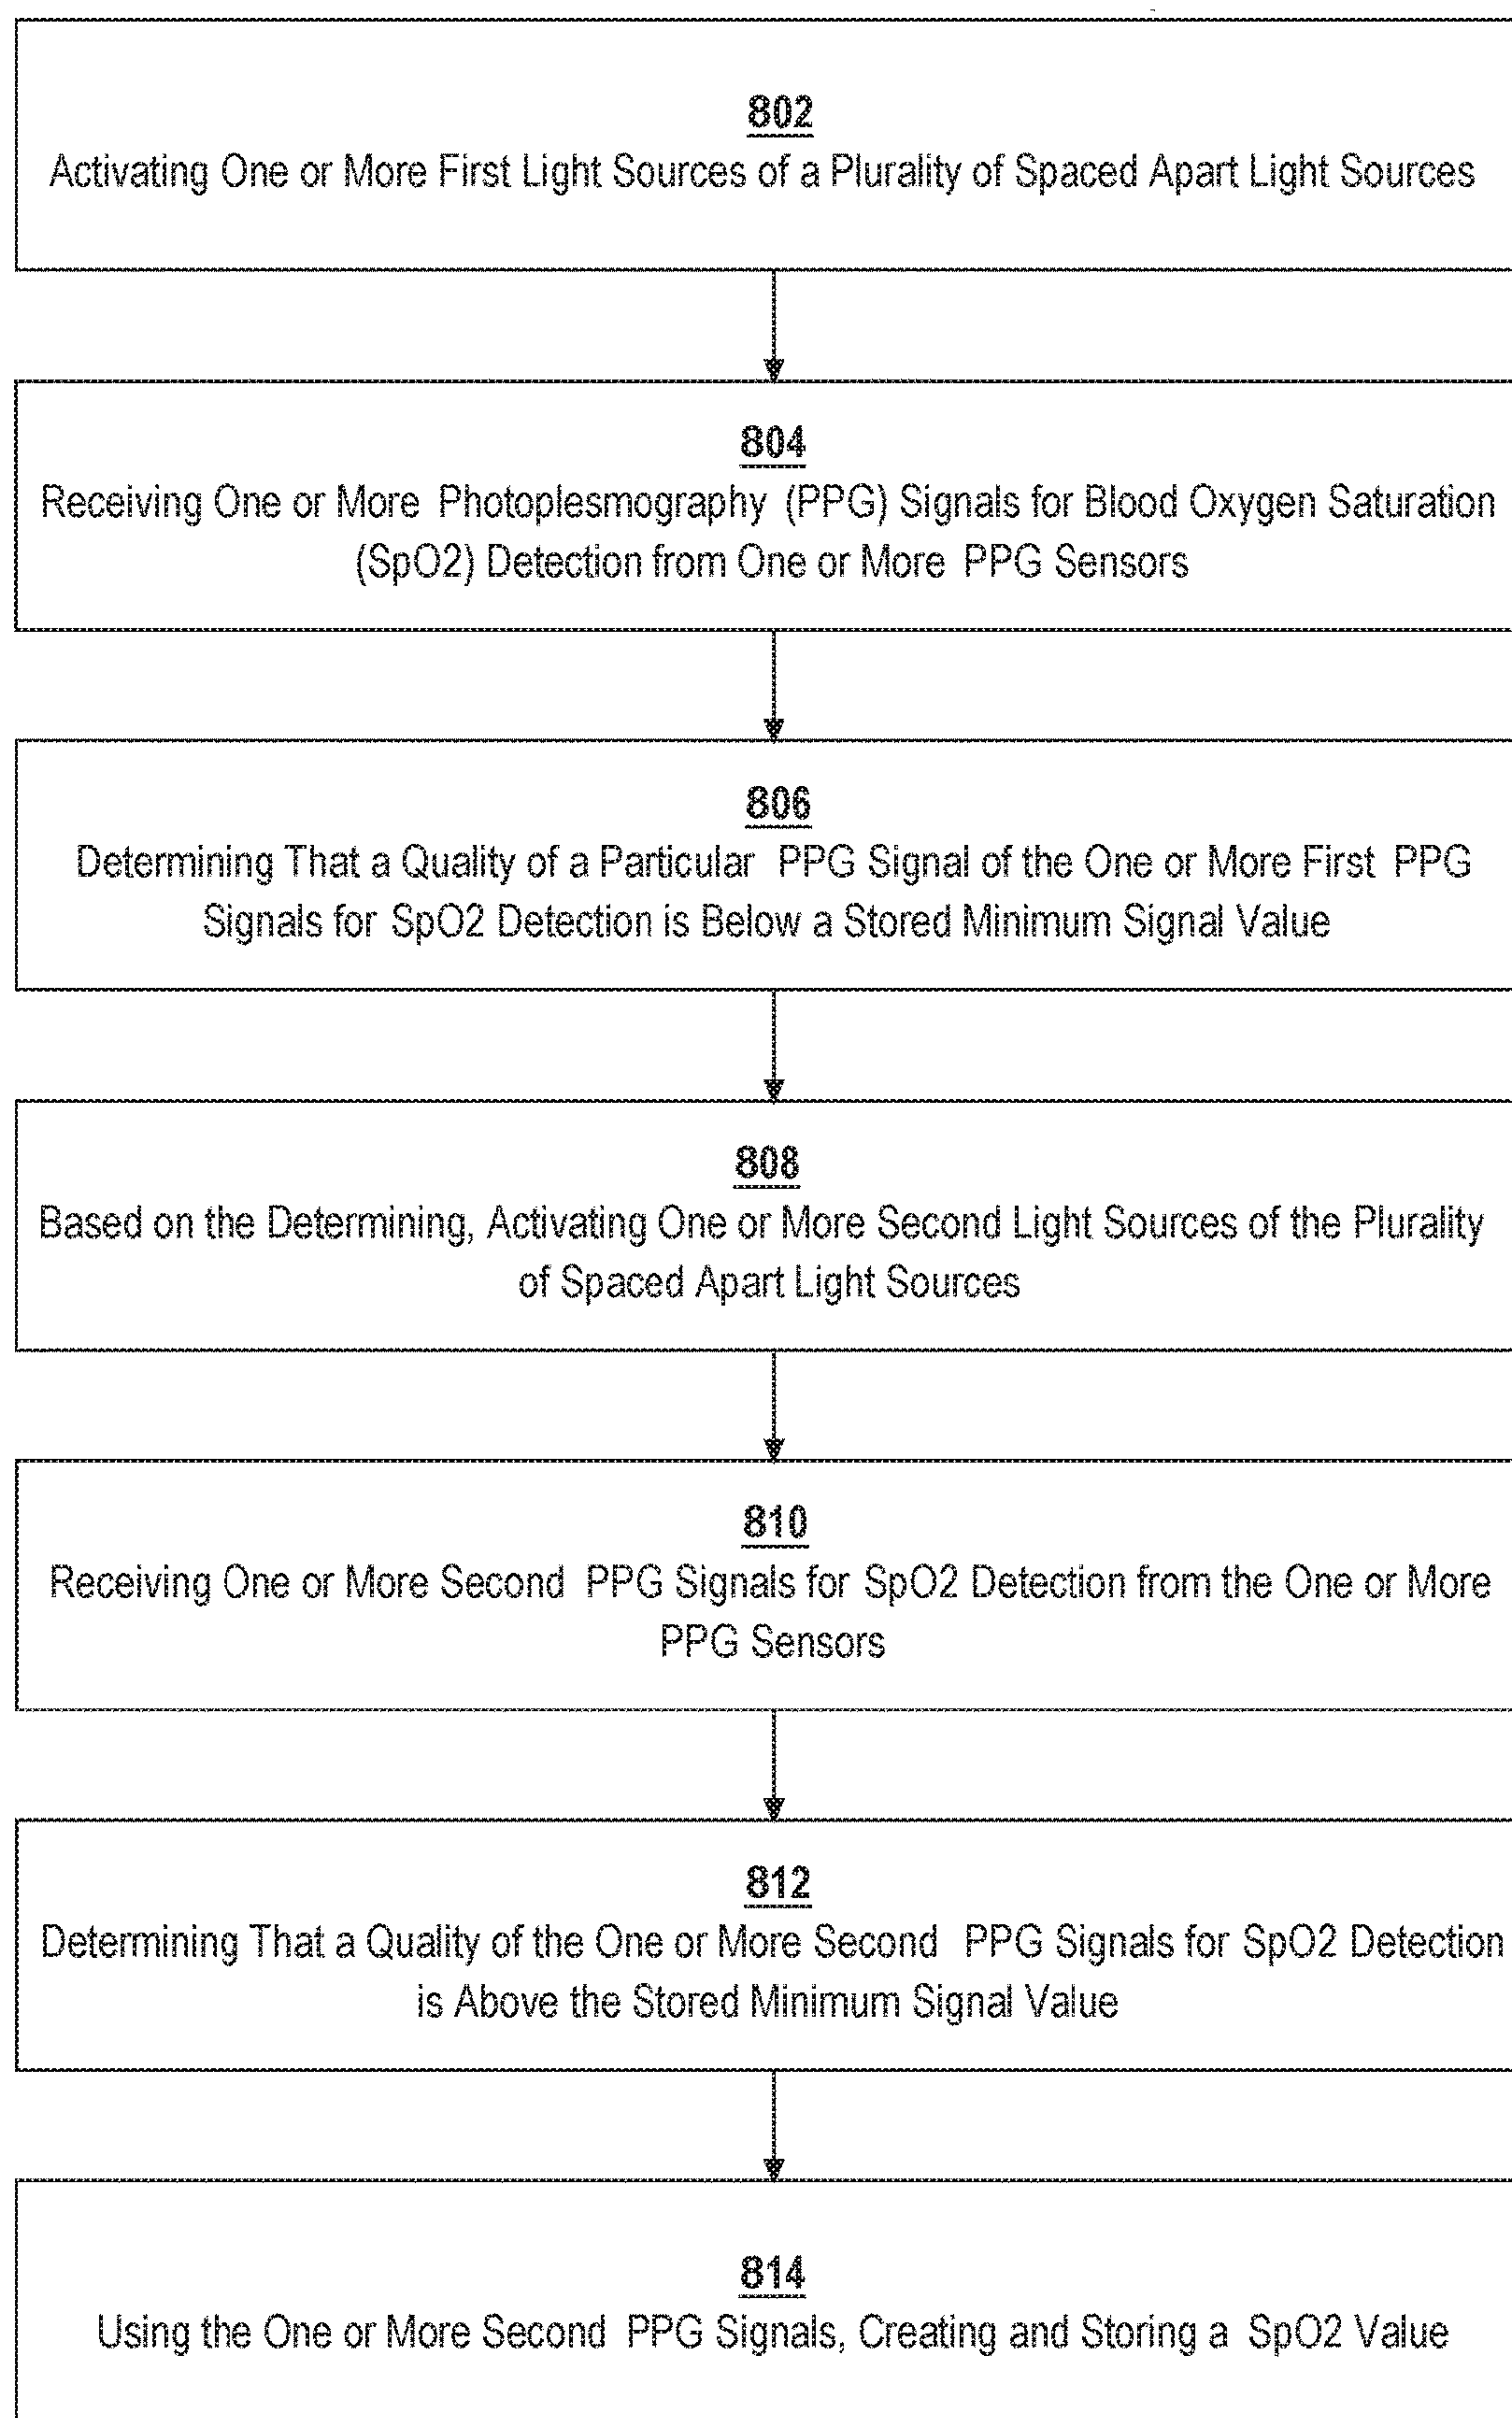 802
Activating One or More First Light Sources of a Plurality of Spaced Apart Light Sources
804
Receiving One or More Photoplesmography (PPG) Signals for Blood Oxygen Saturation
(SpO2) Detection from One or More PPG Sensors
806
Determining That a Quality of a Particular PPG Signal of the One or More First PPG
Signals for SpO2 Detection is Below a Stored Minimum Signal Value
808
Based on the Determining, Activating One or More Second Light Sources of the Plurality
of Spaced Apart Light Sources
810
Receiving One or More Second PPG Signals for SpO2 Detection from the One or More
PPG Sensors
812
Determining That a Quality of the One or More Second PPG Signals for SpO2 Detection
is Above the Stored Minimum Signal Value
814
Using the One or More Second PPG Signals, Creating and Storing a SpO2 Value